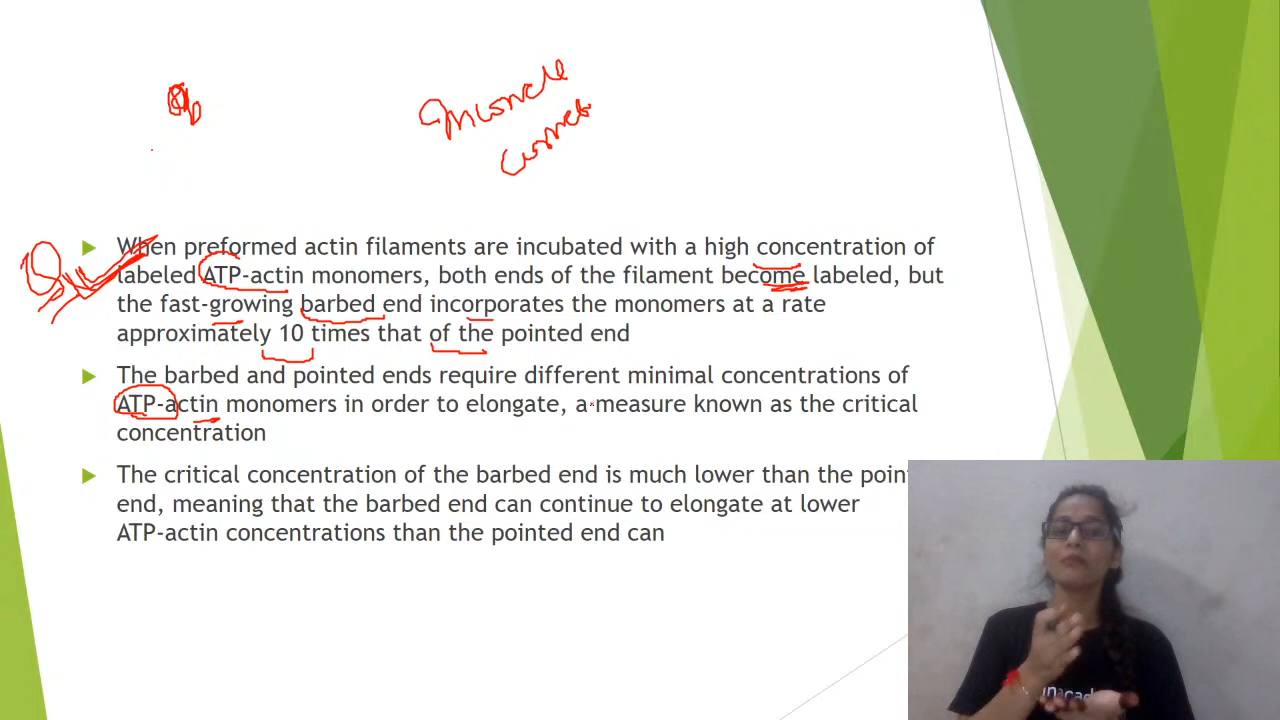 When preformed actin filaments are incubated with a high concentration of
labeled ATP-actin monomers, both ends of the filament become labeled, but
the fast-growing barbed end incorporates the monomers at a rate
approximately 10 times that of the pointed end
The barbed and pointed ends require different minimal concentrations of
ATP-actin monomers in order to elongate, a measure known as the critical
concentration
The critical concentration of the barbed end is much lower than the
end, meaning that the barbed end can continue to elongate at lower
ATP-actin concentrations than the pointed end can